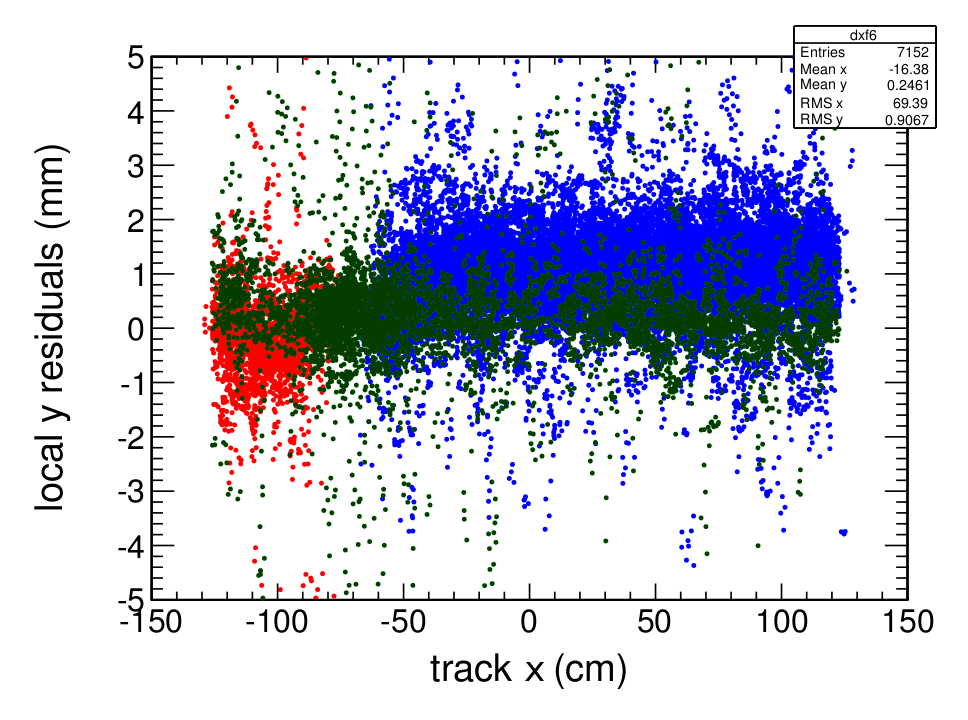 dxf6
Entries 7152
Mean x -16.38
Mean y 0.2461
RMS x 69.39
RMS y 0.9067
5
4
3
2
1
0
-1
-2
-3
-4
-5
-150 -100 -50 0 50 100 150
local y residuals (mm)
track x (cm)